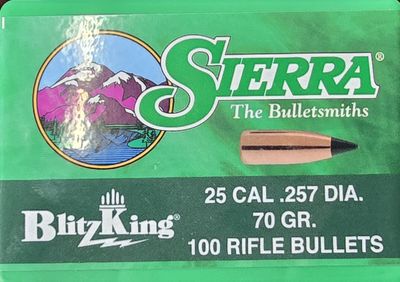 SIERRA®
The Bulletsmiths
BlitzKing®
25 CAL .257 DIA.
70 GR.
100 RIFLE BULLETS